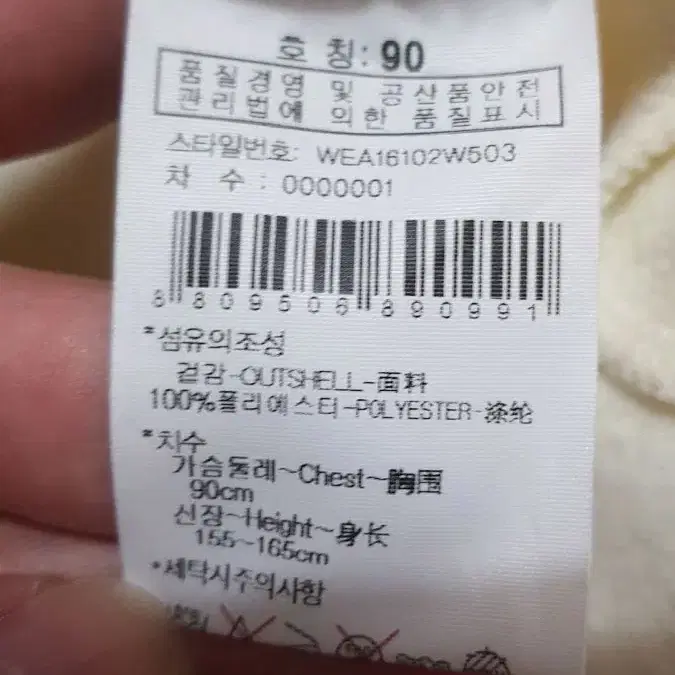 호 칭: 90
품 질 경 영 및 공 산 품 안 전
관 리 법 에 의 한 품 질 표 시
스타일번호: WEA16102W503
차 수 : 0000001
8 809506 890991
*섬유의조성
겉감-OUTSHELL-面料
100%폴리에스터-POLYESTER-涤纶
*치수
가슴둘레~Chest~胸围
90cm
신장~Height~身长
155~165cm
*세탁시주의사항